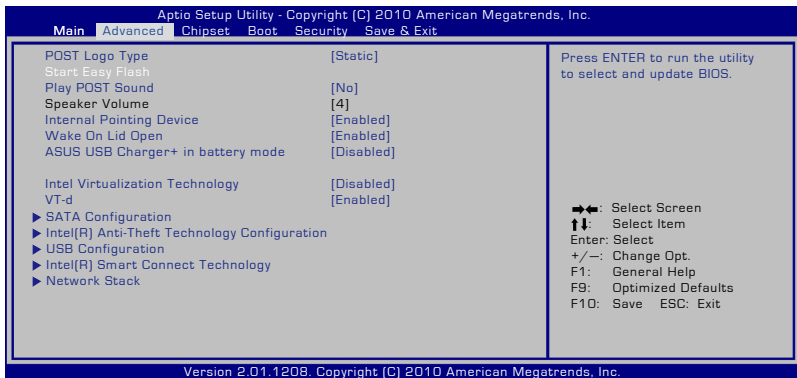 Aptio Setup Utility - Copyright (C) 2010 American Megatrends, Inc.
Main Advanced Chipset Boot Security Save & Exit
POST Logo Type [Static]
Start Easy Flash
Play POST Sound [No]
Speaker Volume [4]
Internal Pointing Device [Enabled]
Wake On Lid Open [Enabled]
ASUS USB Charger+ in battery mode [Disabled]
Intel Virtualization Technology [Disabled]
VT-d [Enabled]
▶ SATA Configuration
▶ Intel(R) Anti-Theft Technology Configuration
▶ USB Configuration
▶ Intel(R) Smart Connect Technology
▶ Network Stack
Press ENTER to run the utility
to select and update BIOS.
→←: Select Screen
↑↓: Select Item
Enter: Select
+/—: Change Opt.
F1: General Help
F9: Optimized Defaults
F10: Save ESC: Exit
Version 2.01.1208. Copyright (C) 2010 American Megatrends, Inc.